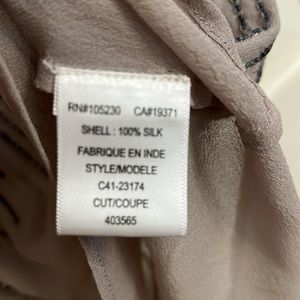 RN#105230 CA#19371
SHELL: 100% SILK
FABRIQUE EN INDE
STYLE/MODELE
C41-23174
CUT/COUPE
403565